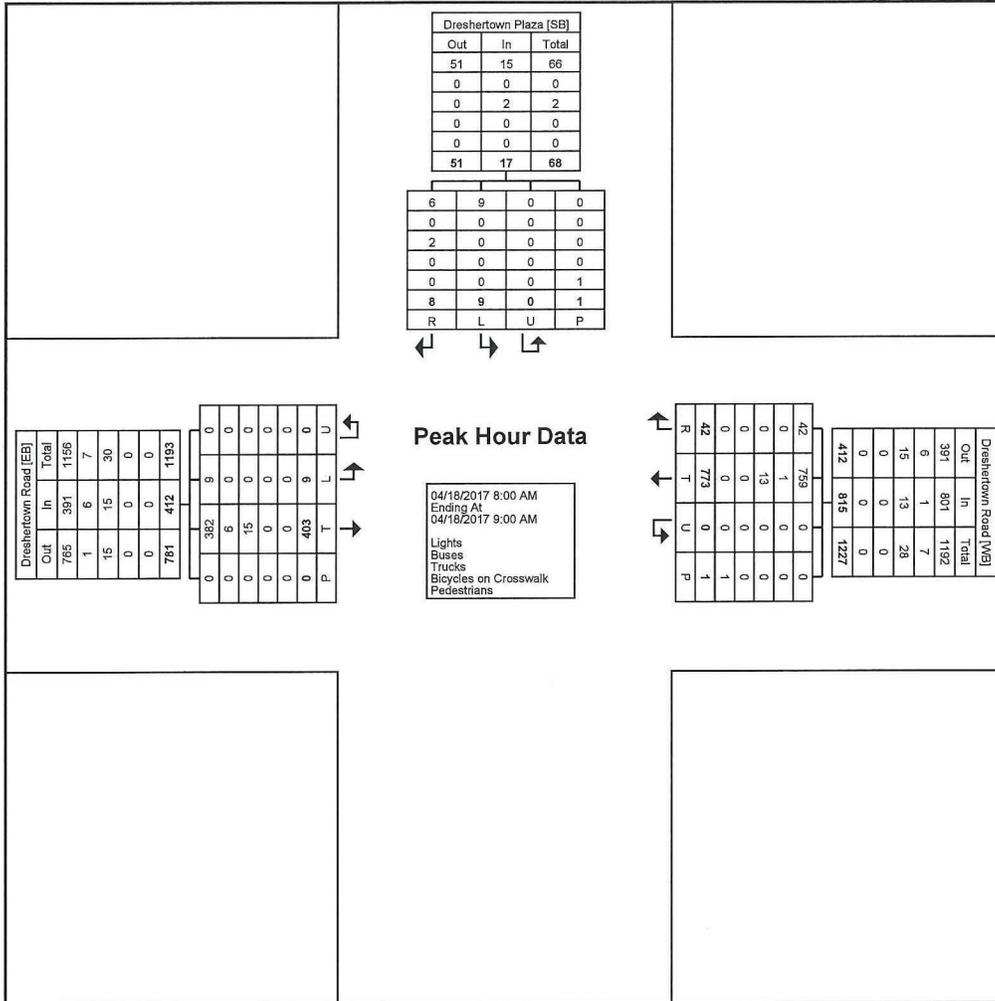 Dreshertown Plaza [SB]
Out In Total
51 15 66
0 0 0
0 2 2
0 0 0
0 0 0
51 17 68
6 9 0 0
0 0 0 0
2 0 0 0
0 0 0 0
0 0 0 1
8 9 0 1
R L U P
Dreshertown Road [EB]
Out In Total
765 391 1156
1 6 7
15 15 30
0 0 0
0 0 0
781 412 1193
0 382 9 0
0 6 0 0
0 15 0 0
0 0 0 0
0 0 0 0
0 403 9 0
P T L U
Peak Hour Data
04/18/2017 8:00 AM
Ending At
04/18/2017 9:00 AM
Lights
Buses
Trucks
Bicycles on Crosswalk
Pedestrians
Dreshertown Road [WB]
Out In Total
391 801 1192
6 1 7
15 13 28
0 0 0
0 0 0
412 815 1227
42 759 0 0
0 1 0 0
0 13 0 0
0 0 0 0
0 0 0 1
42 773 0 1
R T U P